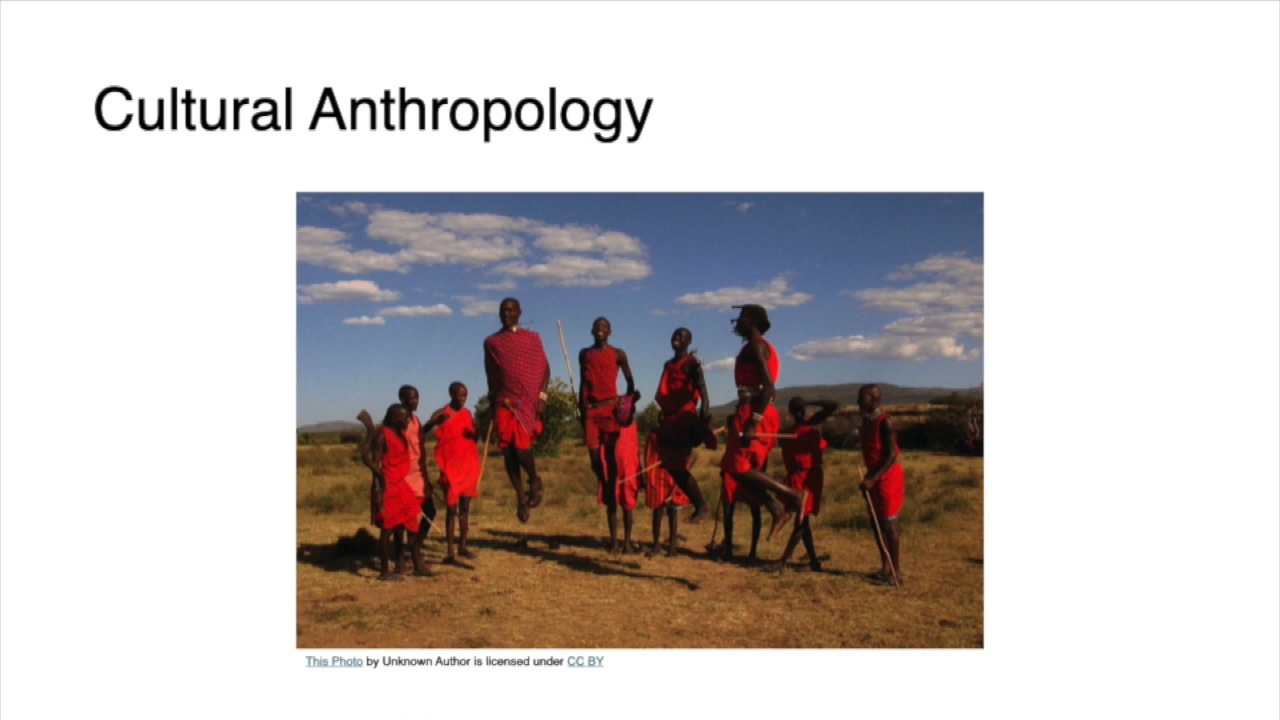 Cultural Anthropology
This Photo by Unknown Author is licensed under CC BY